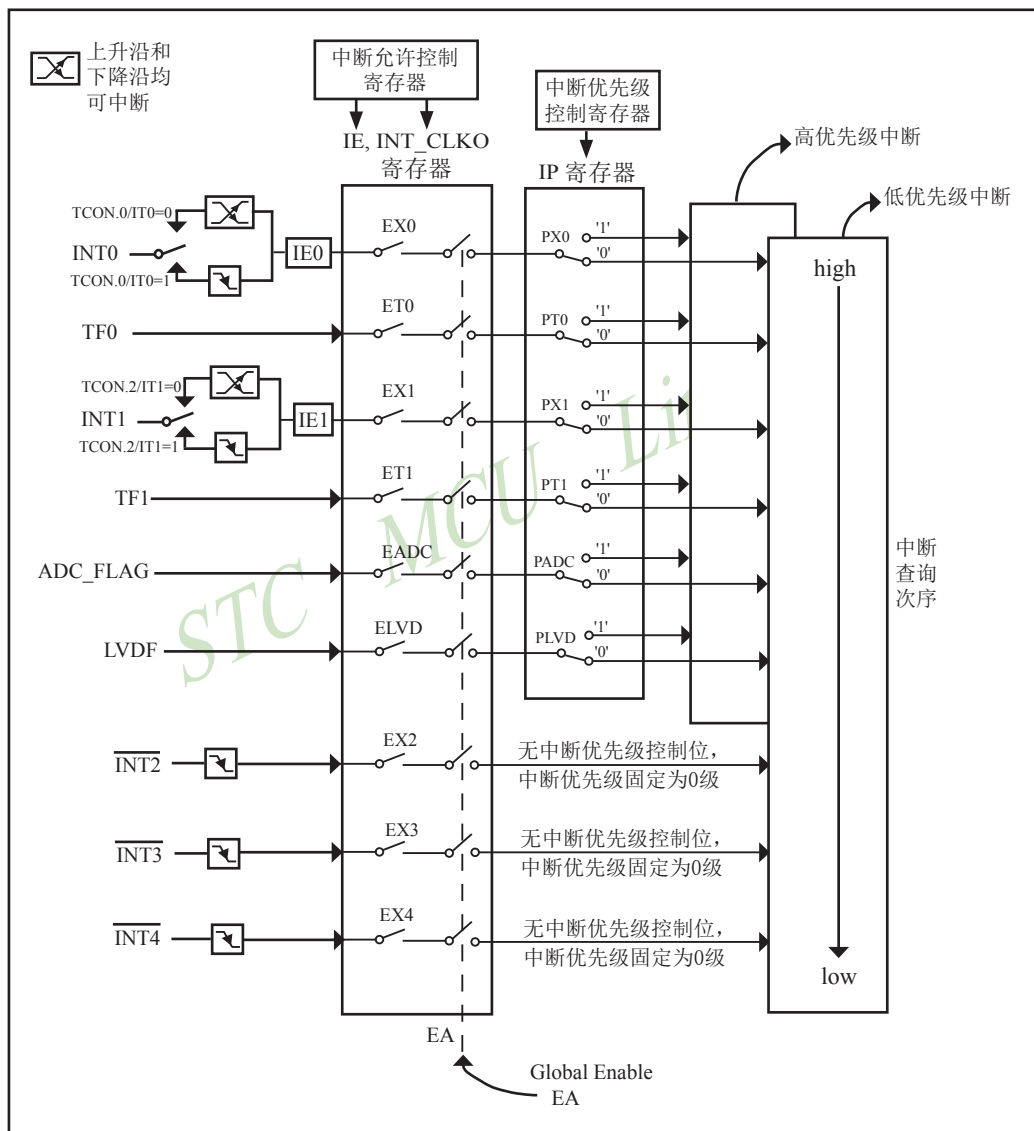 上升沿和
下降沿均
可中断
中断允许控制
寄存器
中断优先级
控制寄存器
IE, INT_CLKO
寄存器
IP 寄存器
高优先级中断
低优先级中断
TCON.0/IT0=0
INT0
TCON.0/IT0=1
IE0
EX0
PX0
'1'
'0'
high
TF0
ET0
PT0
'1'
'0'
TCON.2/IT1=0
INT1
TCON.2/IT1=1
IE1
EX1
PX1
'1'
'0'
TF1
ET1
PT1
'1'
'0'
ADC_FLAG
EADC
PADC
'1'
'0'
中断
查询
次序
LVDF
ELVD
PLVD
'1'
'0'
STC MCU Li
INT2
EX2
无中断优先级控制位，
中断优先级固定为0级
INT3
EX3
无中断优先级控制位，
中断优先级固定为0级
INT4
EX4
无中断优先级控制位，
中断优先级固定为0级
low
EA
Global Enable
EA